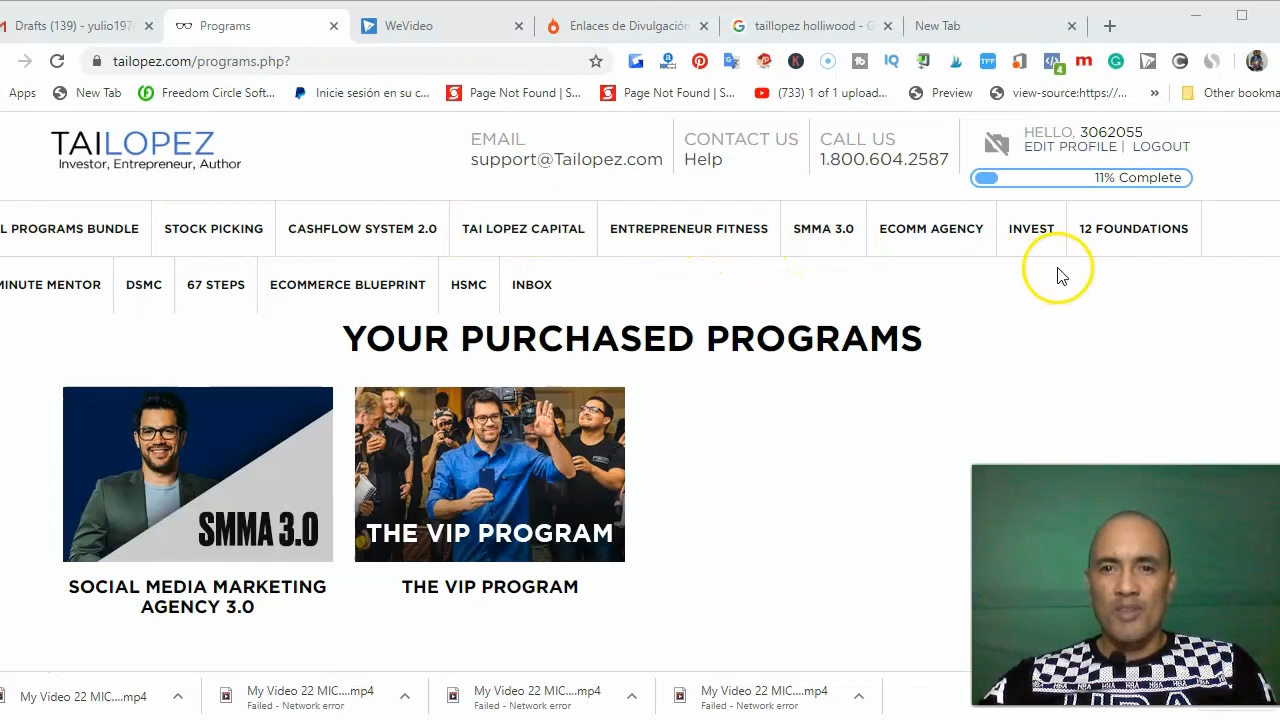 Drafts (139) - yulio197
Programs
WeVideo
Enlaces de Divulgación
taillopez holliwood - G
New Tab
tailopez.com/programs.php?
Apps
New Tab
Freedom Circle Soft...
Inicie sesión en su c...
Page Not Found | S...
Page Not Found | S...
(733) 1 of 1 upload...
Preview
view-source:https://...
»
Other bookma
TAILOPEZ
Investor, Entrepreneur, Author
EMAIL
support@Tailopez.com
CONTACT US
Help
CALL US
1.800.604.2587
HELLO, 3062055
EDIT PROFILE | LOGOUT
11% Complete
L PROGRAMS BUNDLE
STOCK PICKING
CASHFLOW SYSTEM 2.0
TAI LOPEZ CAPITAL
ENTREPRENEUR FITNESS
SMMA 3.0
ECOMM AGENCY
INVEST
12 FOUNDATIONS
MINUTE MENTOR
DSMC
67 STEPS
ECOMMERCE BLUEPRINT
HSMC
INBOX
YOUR PURCHASED PROGRAMS
SMMA 3.0
THE VIP PROGRAM
SOCIAL MEDIA MARKETING
AGENCY 3.0
THE VIP PROGRAM
My Video 22 MIC....mp4
My Video 22 MIC....mp4
Failed - Network error
My Video 22 MIC....mp4
Failed - Network error
My Video 22 MIC....mp4
Failed - Network error